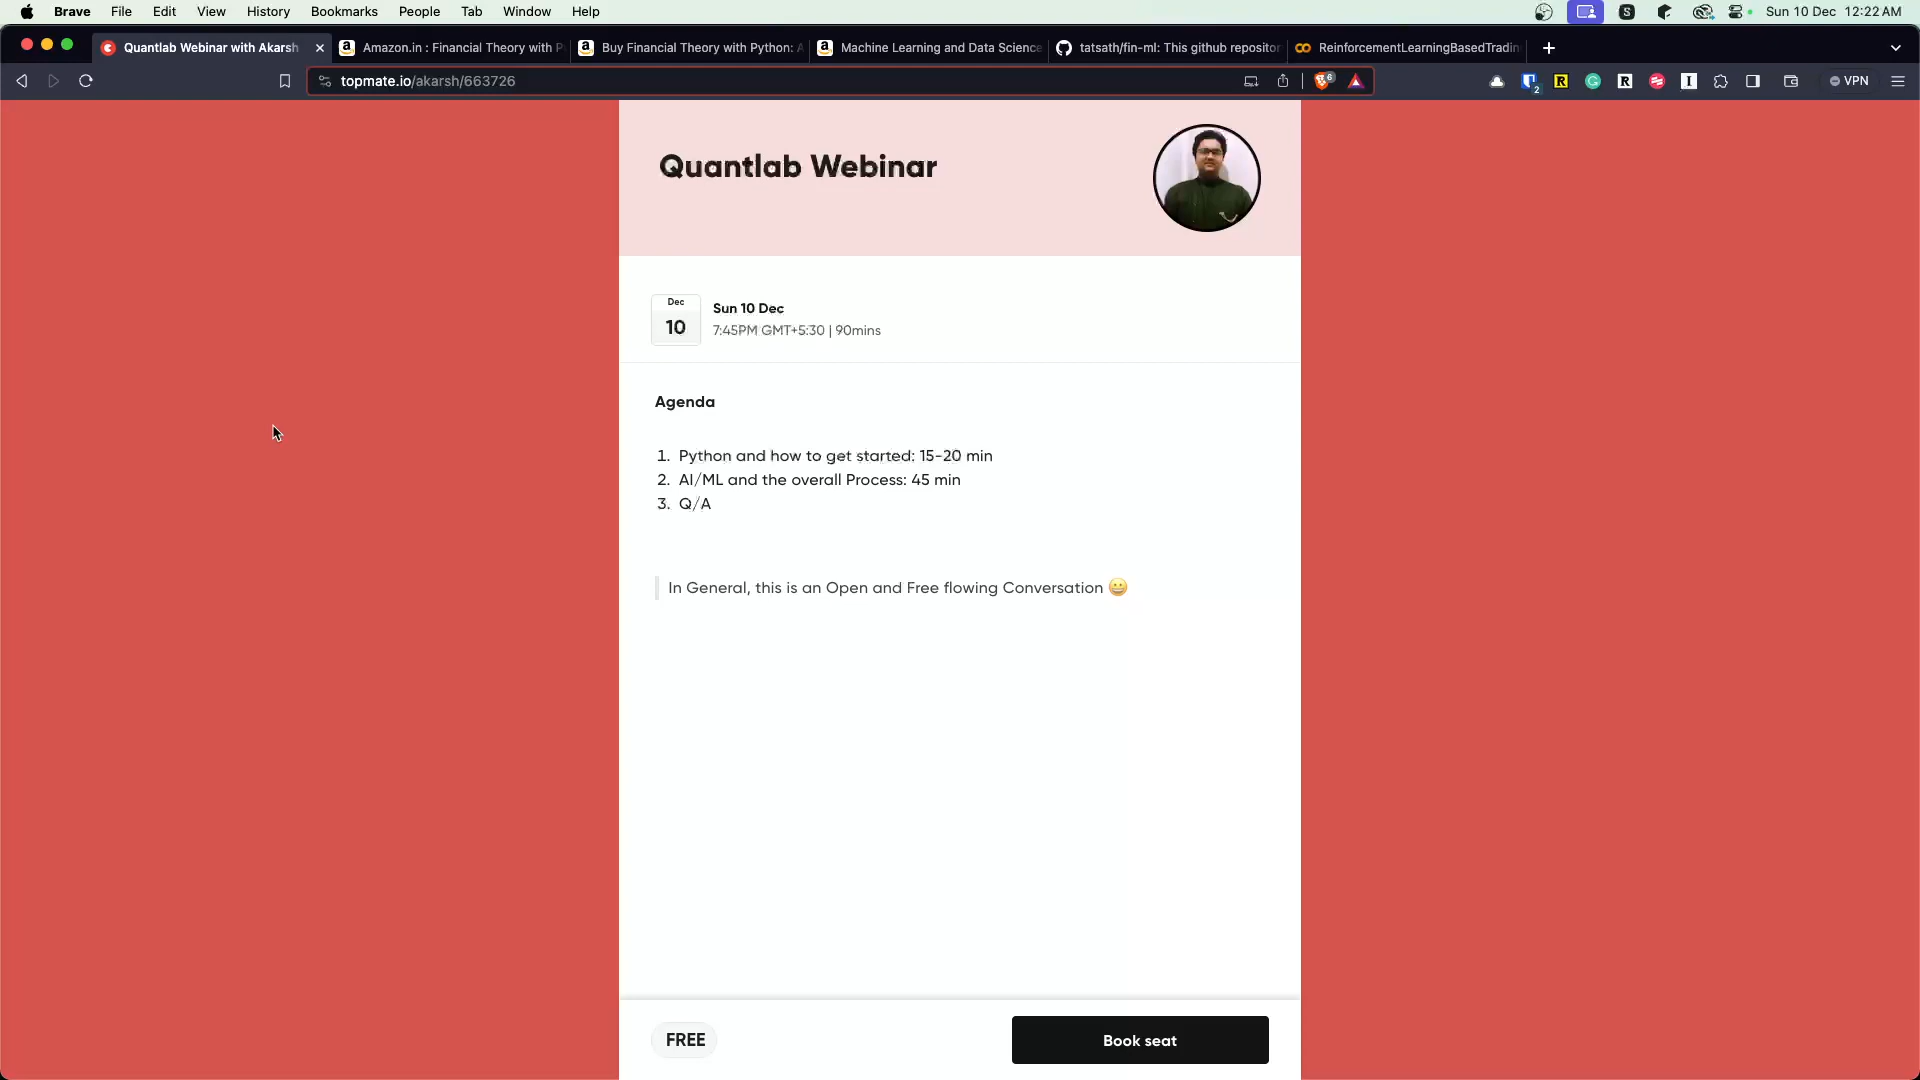 Brave File Edit View History Bookmarks People Tab Window Help Sun 10 Dec 12:22 AM
Quantlab Webinar with Akarsh Amazon.in : Financial Theory with P Buy Financial Theory with Python: A Machine Learning and Data Science tatsath/fin-ml: This github repositor ReinforcementLearningBasedTradin
topmate.io/akarsh/663726 6 2 VPN
Quantlab Webinar
Dec
10
Sun 10 Dec
7:45PM GMT+5:30 | 90mins
Agenda
1. Python and how to get started: 15-20 min
2. AI/ML and the overall Process: 45 min
3. Q/A
In General, this is an Open and Free flowing Conversation 😀
FREE
Book seat